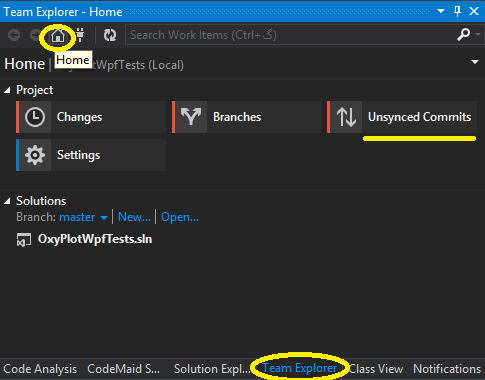 Team Explorer - Home
Search Work Items (Ctrl+گ)
Home
Home | OxyPlotWpfTests (Local)
Project
Changes
Branches
Unsynced Commits
Settings
Solutions
Branch: master | New... | Open...
OxyPlotWpfTests.sln
Code Analysis CodeMaid S... Solution Expl... Team Explorer Class View Notifications